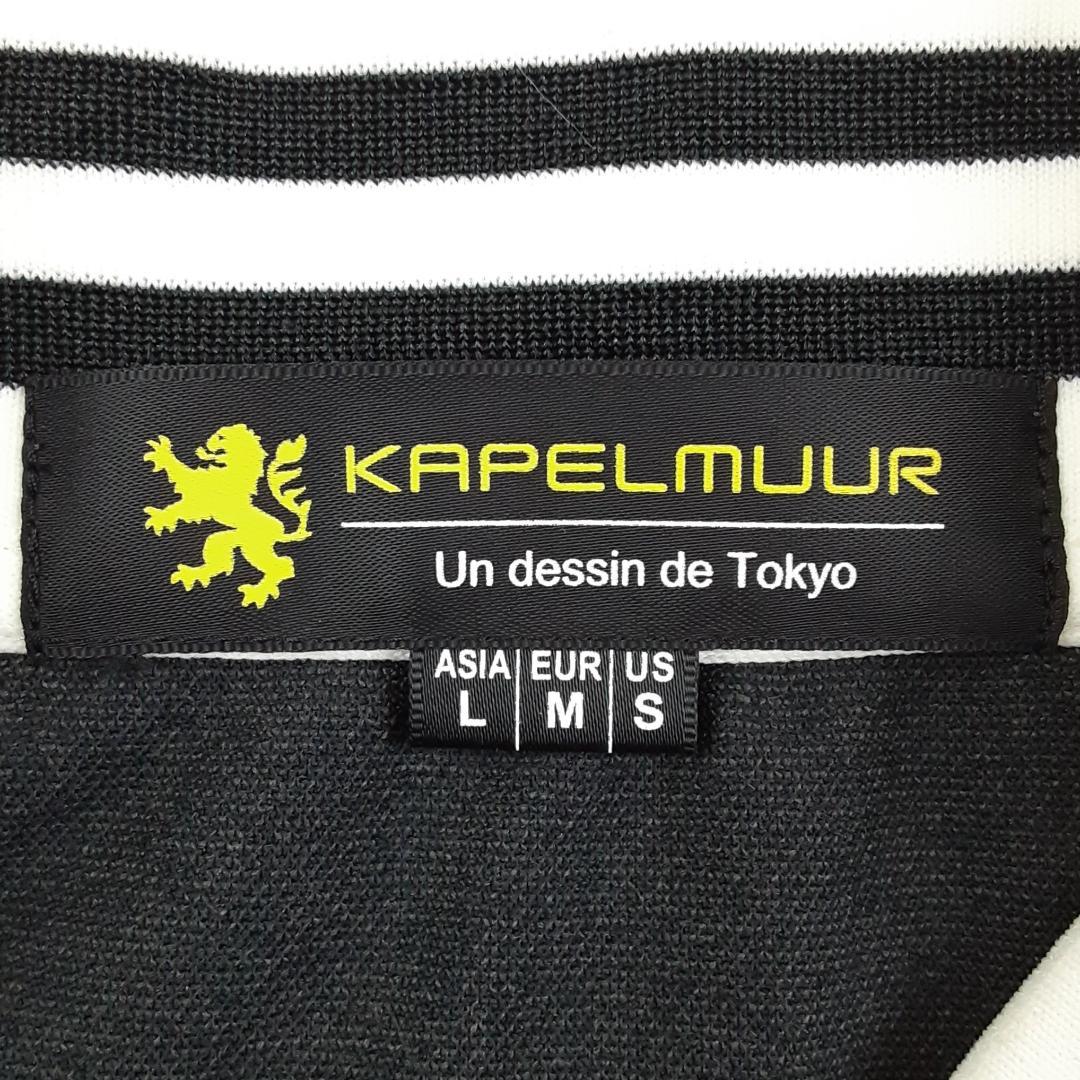 KAPELMUUR
Un dessin de Tokyo
ASIA EUR US
L M S